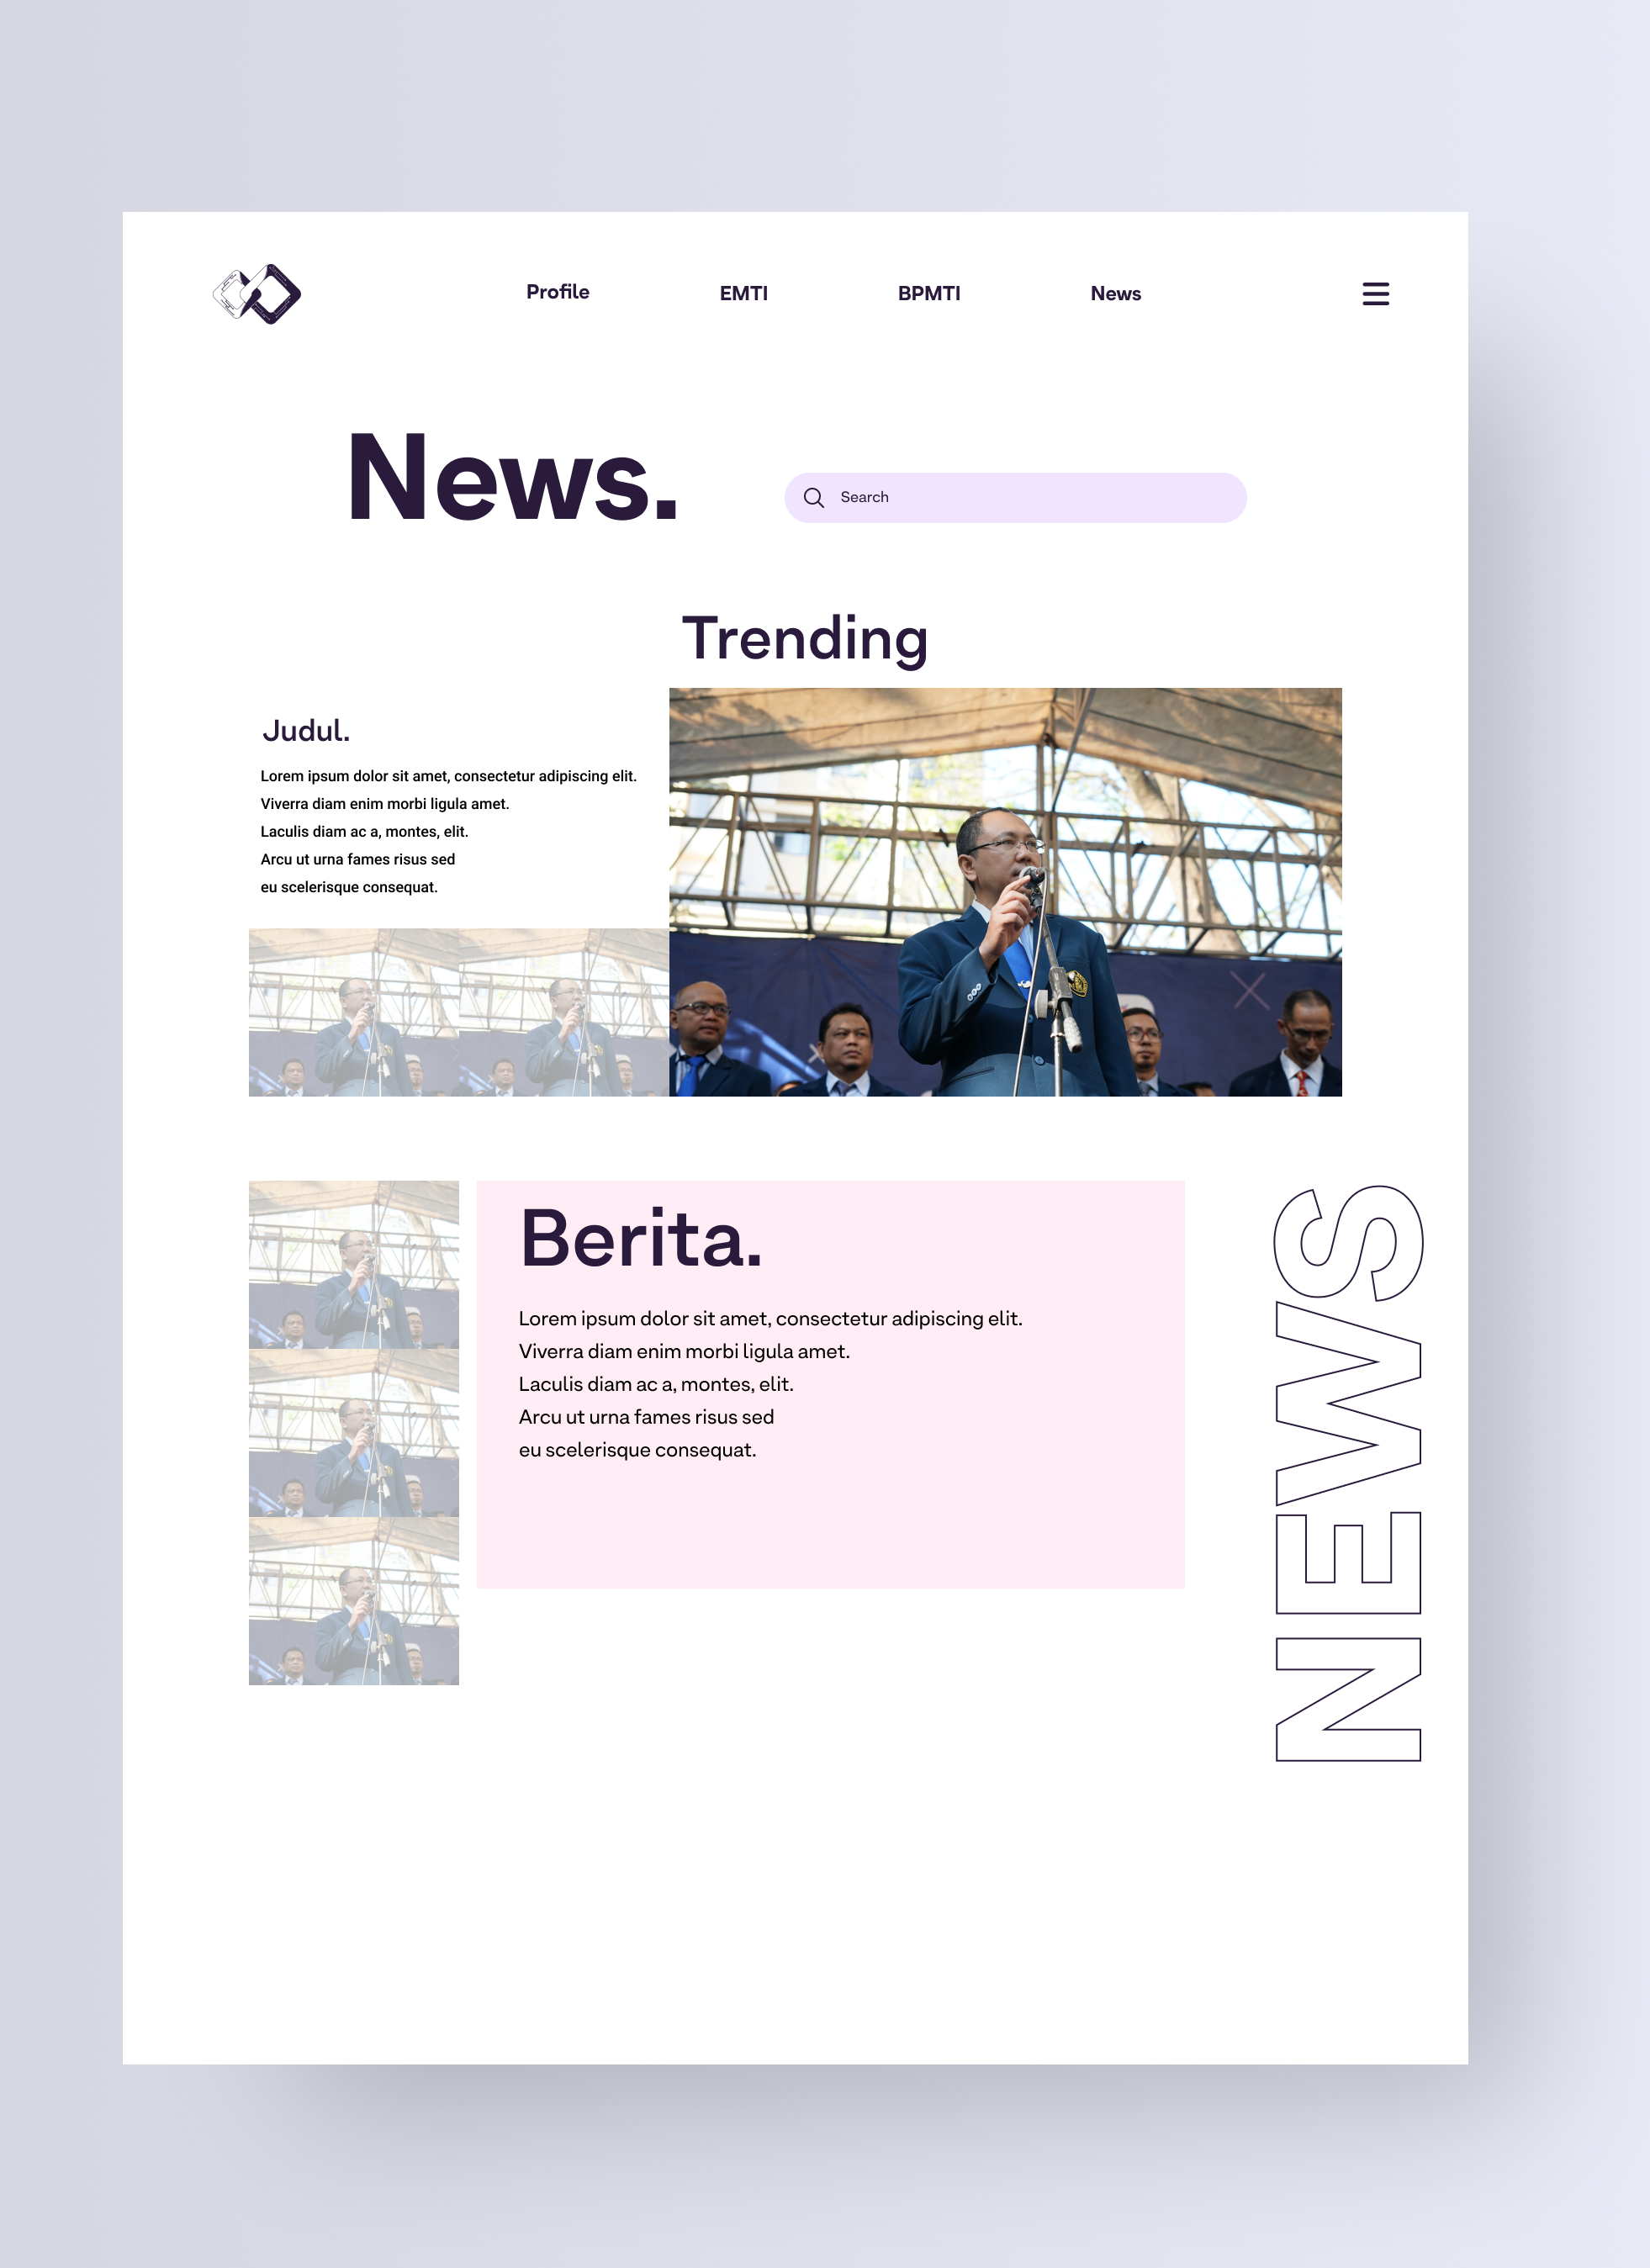 Profile
EMTI
BPMTI
News
News.
Search
Trending
Judul.
Lorem ipsum dolor sit amet, consectetur adipiscing elit.
Viverra diam enim morbi ligula amet.
Laculis diam ac a, montes, elit.
Arcu ut urna fames risus sed
eu scelerisque consequat.
Berita.
Lorem ipsum dolor sit amet, consectetur adipiscing elit.
Viverra diam enim morbi ligula amet.
Laculis diam ac a, montes, elit.
Arcu ut urna fames risus sed
eu scelerisque consequat.
NEWS